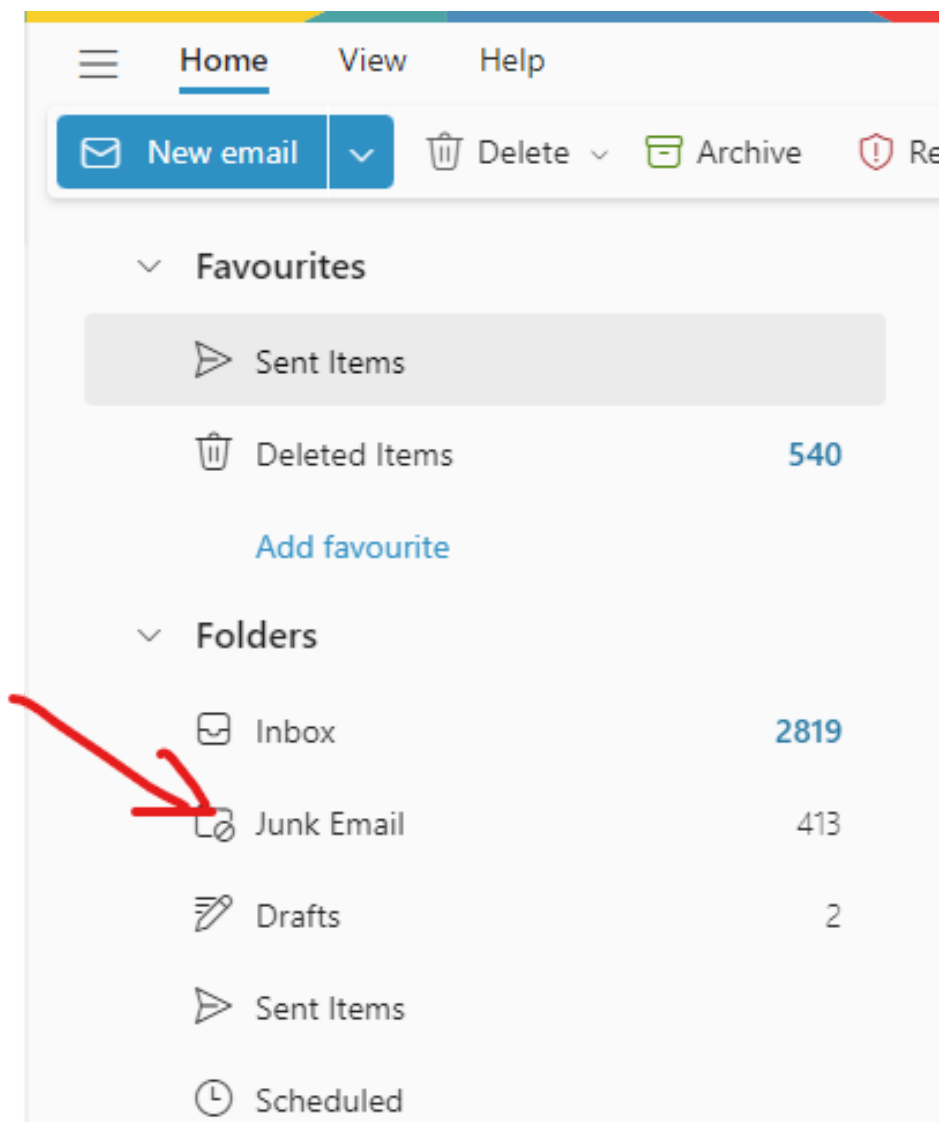 Home View Help
New email Delete Archive
Favourites
Sent Items
Deleted Items 540
Add favourite
Folders
Inbox 2819
Junk Email 413
Drafts 2
Sent Items
Scheduled